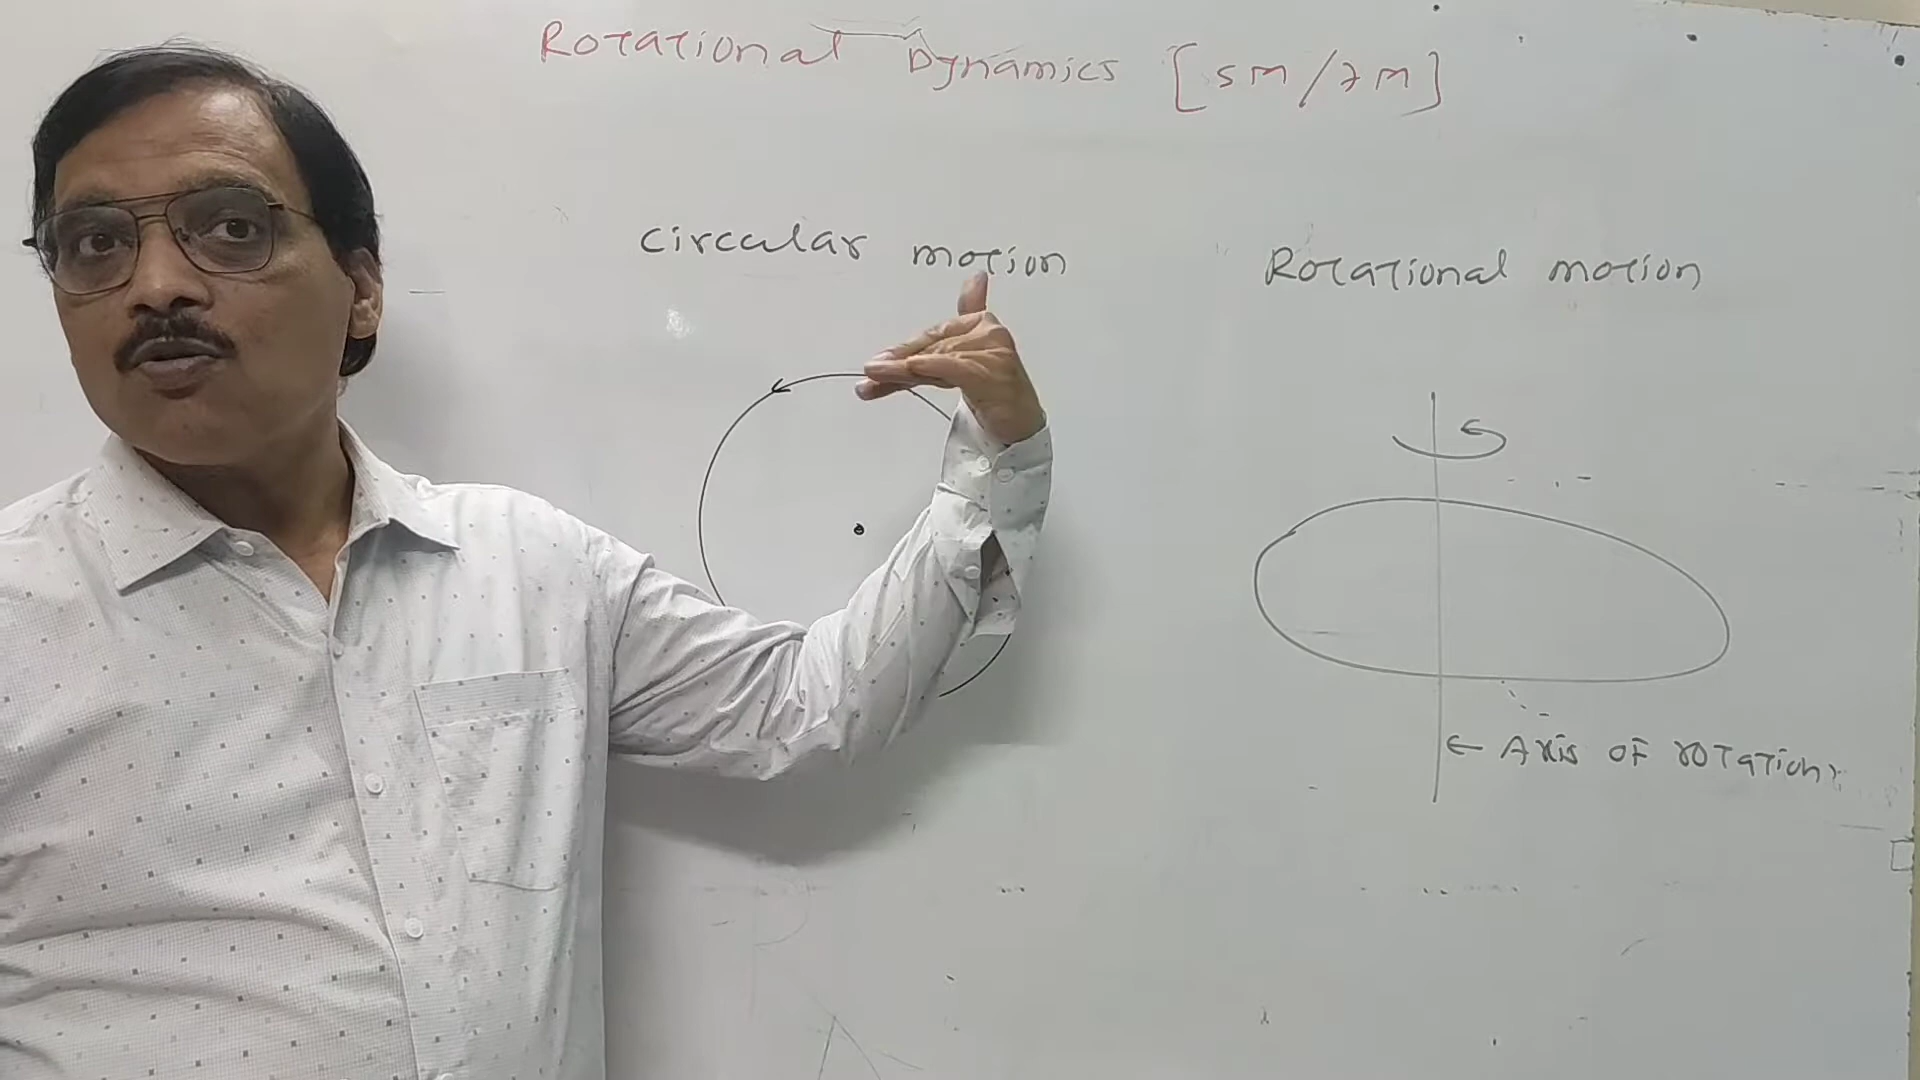 Rotational Dynamics [5M/7M]
circular motion
Rotational motion
← Axis of rotation